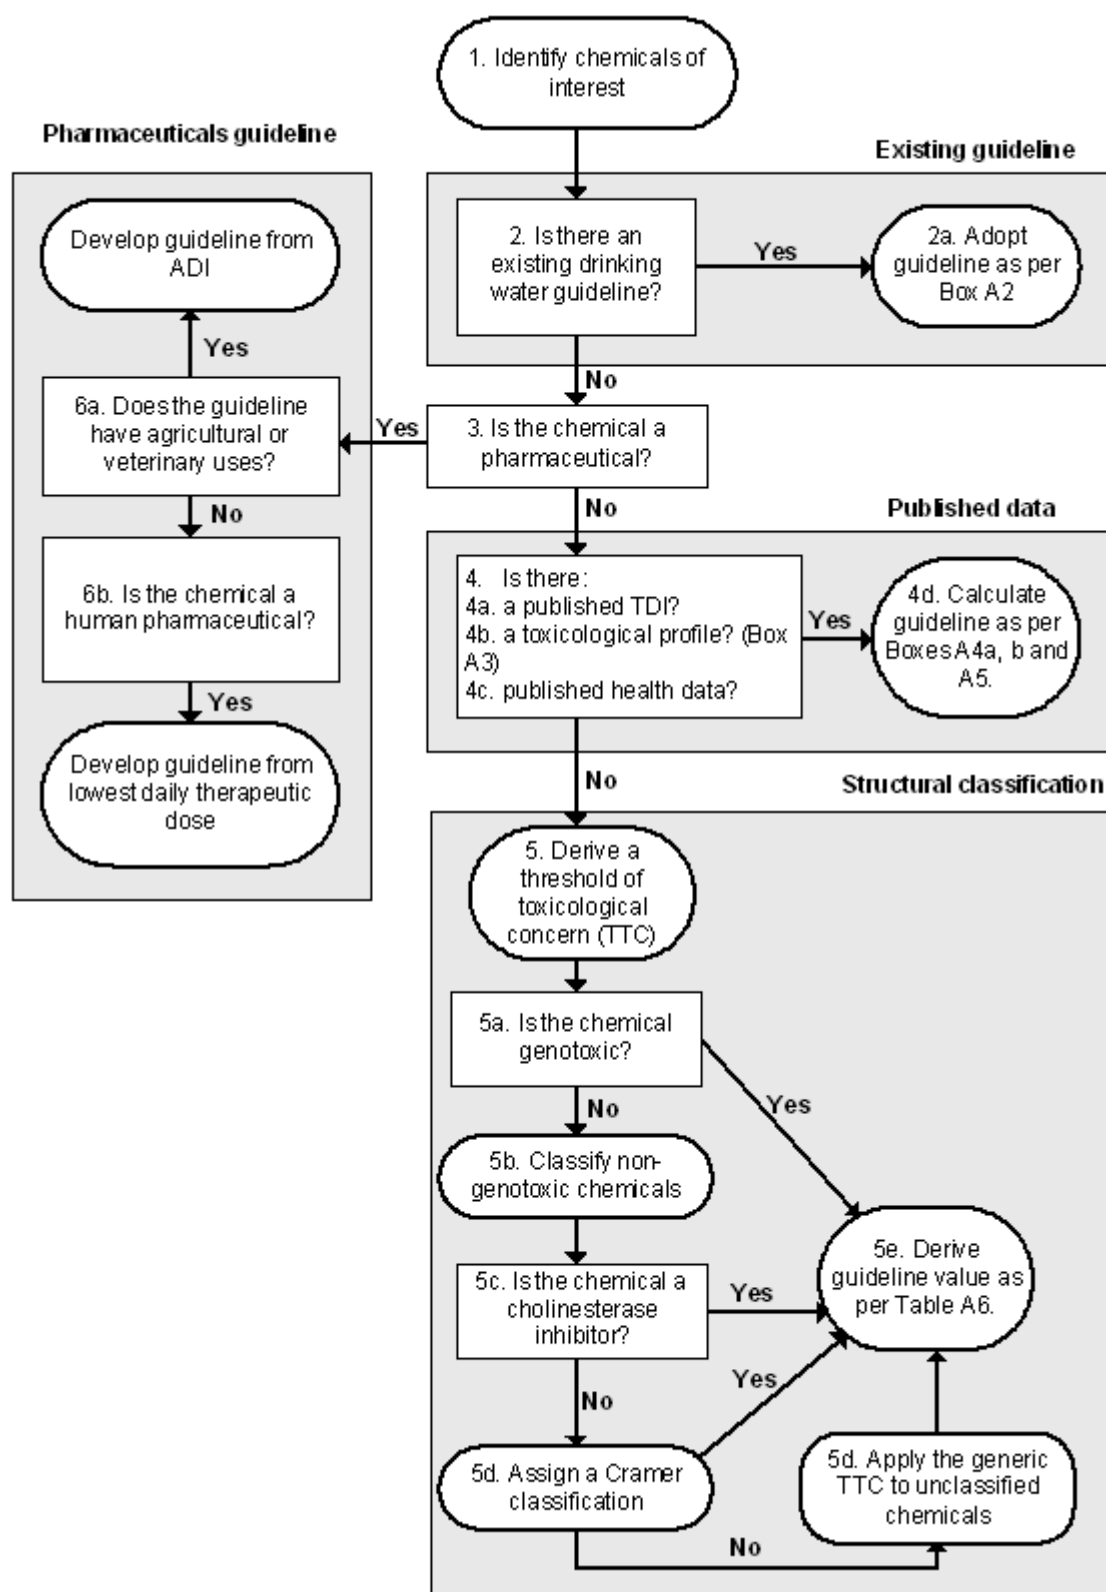 1. Identify chemicals of
interest
Pharmaceuticals guideline
Existing guideline
Develop guideline from
ADI
2. Is there an
existing drinking
water guideline?
Yes
2a. Adopt
guideline as per
Box A2
Yes
No
6a. Does the guideline
have agricultural or
veterinary uses?
Yes
3. Is the chemical a
pharmaceutical?
No
No
Published data
6b. Is the chemical a
human pharmaceutical?
4. Is there:
4a. a published TDI?
4b. a toxicological profile? (Box
A3)
4c. published health data?
Yes
4d. Calculate
guideline as per
Boxes A4a, b and
A5.
Yes
Develop guideline from
lowest daily therapeutic
dose
No
Structural classification
5. Derive a
threshold of
toxicological
concern (TTC)
5a. Is the chemical
genotoxic?
Yes
No
5b. Classify non-
genotoxic chemicals
5c. Is the chemical a
cholinesterase
inhibitor?
Yes
5e. Derive
guideline value as
per Table A6.
Yes
No
5d. Assign a Cramer
classification
5d. Apply the generic
TTC to unclassified
chemicals
No